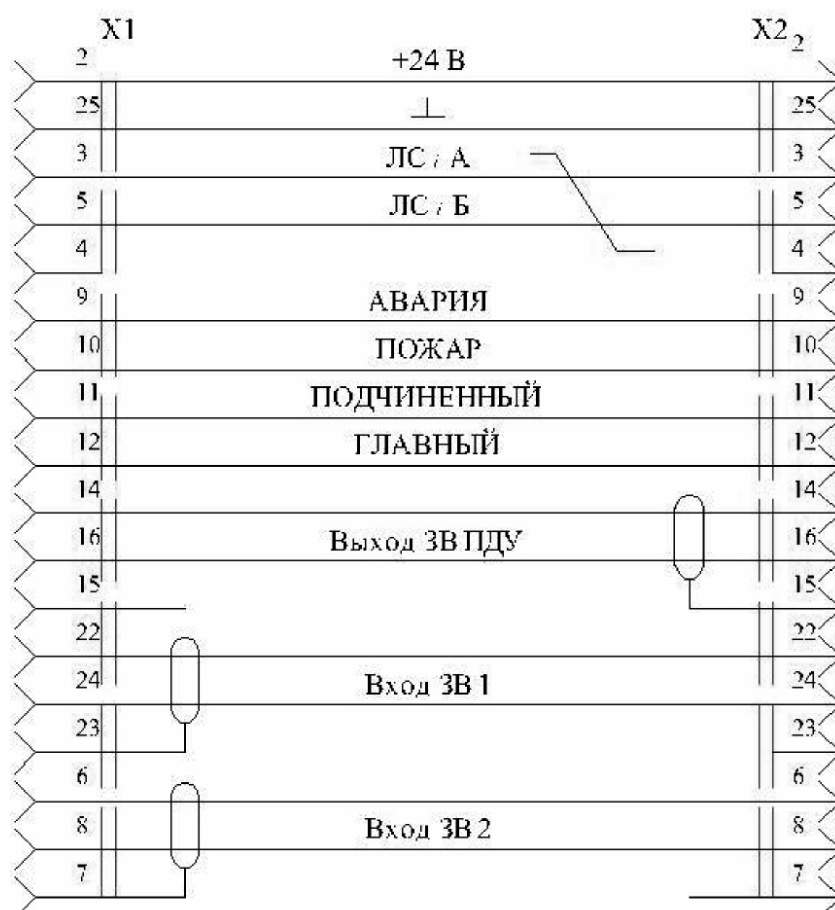 X1 X2
2 +24 В 2
25 ⊥ 25
3 ЛС i А 3
5 ЛС i Б 5
4 4
9 АВАРИЯ 9
10 ПОЖАР 10
11 ПОДЧИНЕННЫЙ 11
12 ГЛАВНЫЙ 12
14 14
16 Выход ЗВ ПДУ 16
15 15
22 22
24 Вход ЗВ 1 24
23 23
6 6
8 Вход ЗВ 2 8
7 7